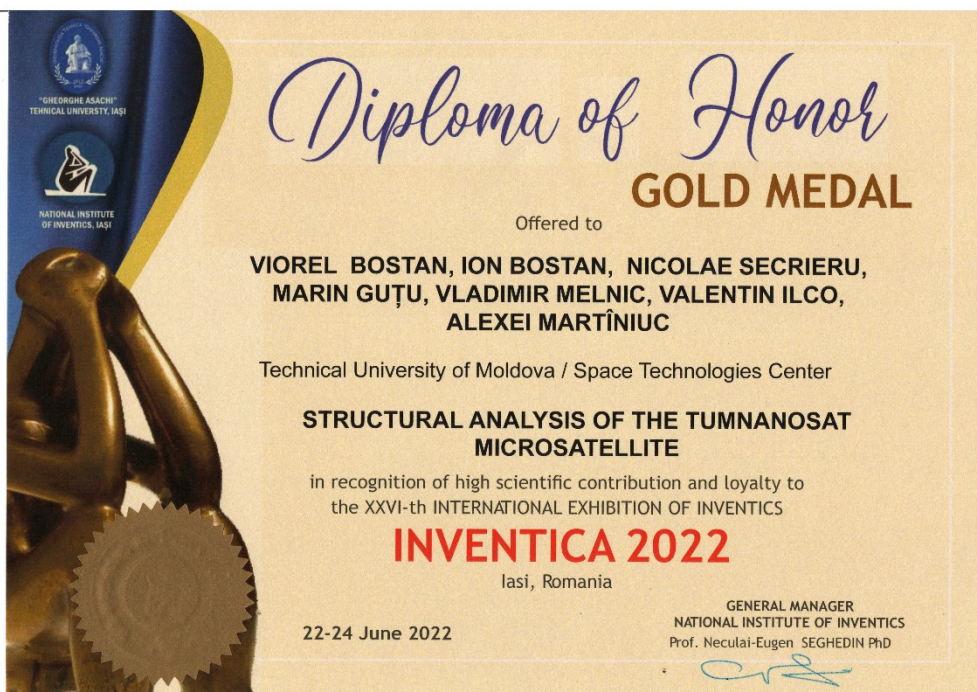 "GHEORGHE ASACHI"
TEHNICAL UNIVERSTY, IAȘI
NATIONAL INSTITUTE
OF INVENTICS, IAȘI
Diploma of Honor
GOLD MEDAL
Offered to
VIOREL BOSTAN, ION BOSTAN, NICOLAE SECRIERU,
MARIN GUȚU, VLADIMIR MELNIC, VALENTIN ILCO,
ALEXEI MARTÎNIUC
Technical University of Moldova / Space Technologies Center
STRUCTURAL ANALYSIS OF THE TUMNANOSAT
MICROSATELLITE
in recognition of high scientific contribution and loyalty to
the XXVI-th INTERNATIONAL EXHIBITION OF INVENTICS
INVENTICA 2022
Iasi, Romania
22-24 June 2022
GENERAL MANAGER
NATIONAL INSTITUTE OF INVENTICS
Prof. Neculai-Eugen SEGHEDIN PhD